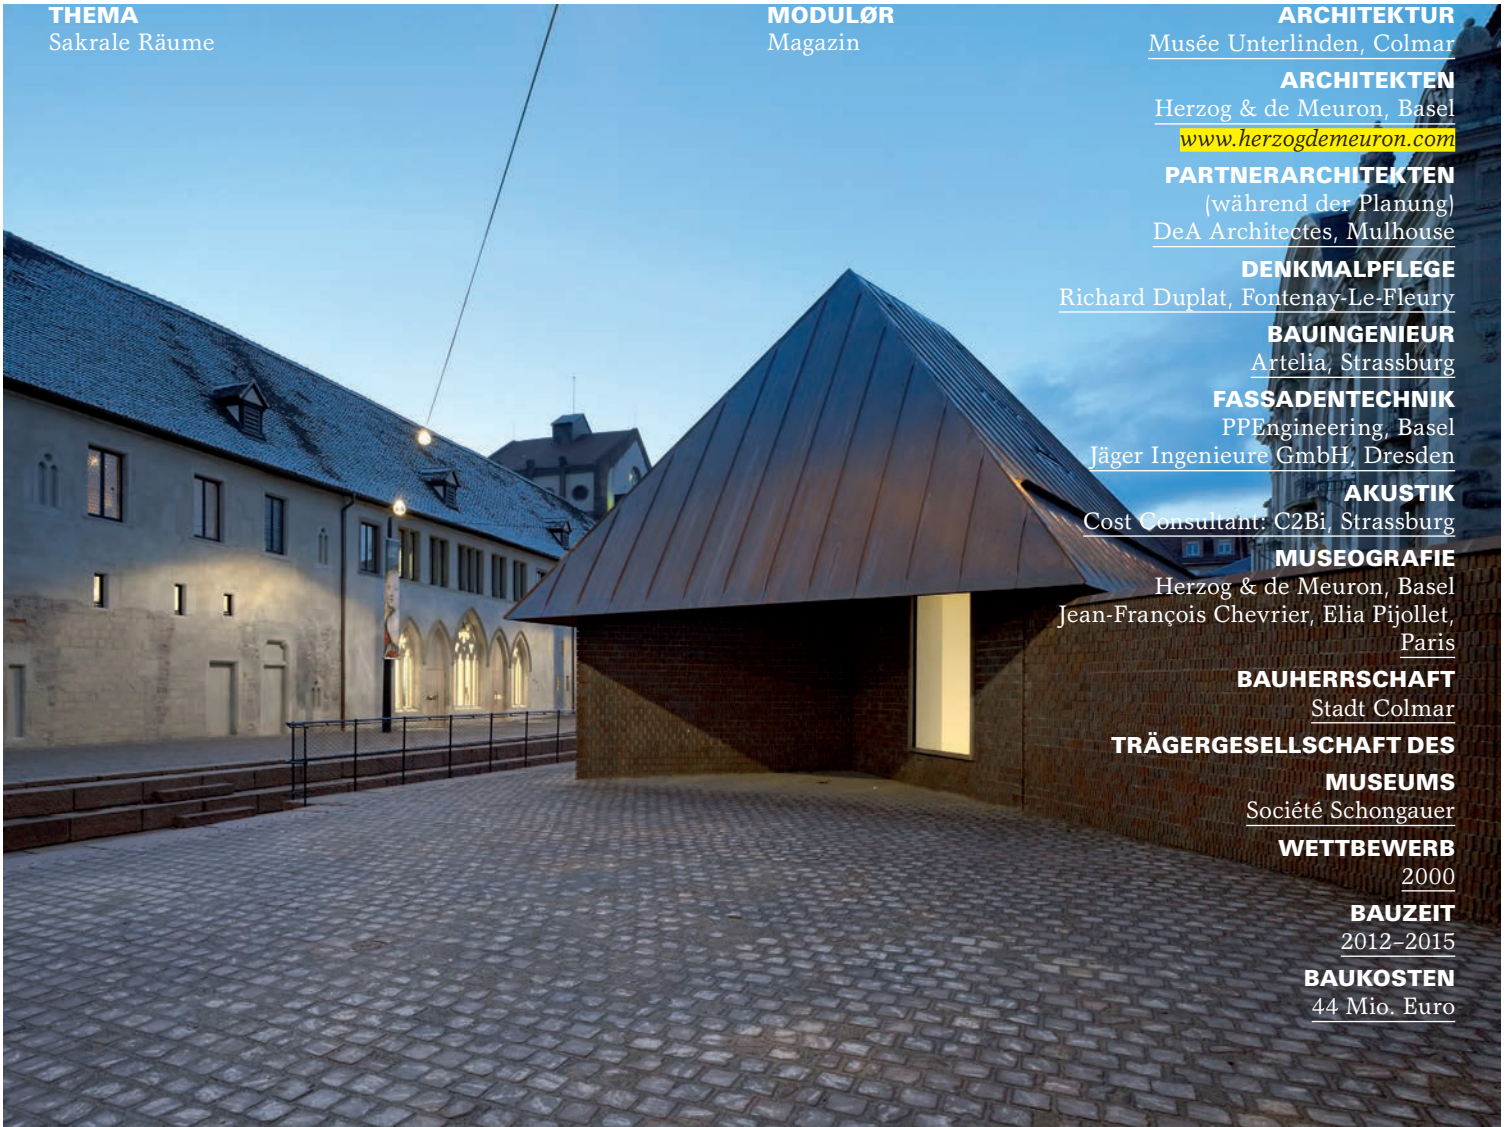 THEMA
Sakrale Räume
MODULØR
Magazin
ARCHITEKTUR
Musée Unterlinden, Colmar
ARCHITEKTEN
Herzog & de Meuron, Basel
www.herzogdemeuron.com
PARTNERARCHITEKTEN
(während der Planung)
DeA Architectes, Mulhouse
DENKMALPFLEGE
Richard Duplat, Fontenay-Le-Fleury
BAUINGENIEUR
Artelia, Strassburg
FASSADENTECHNIK
PPEngineering, Basel
Jäger Ingenieure GmbH, Dresden
AKUSTIK
Cost Consultant: C2Bi, Strassburg
MUSEOGRAFIE
Herzog & de Meuron, Basel
Jean-François Chevrier, Elia Pijollet,
Paris
BAUHERRSCHAFT
Stadt Colmar
TRÄGERGESELLSCHAFT DES
MUSEUMS
Société Schongauer
WETTBEWERB
2000
BAUZEIT
2012–2015
BAUKOSTEN
44 Mio. Euro